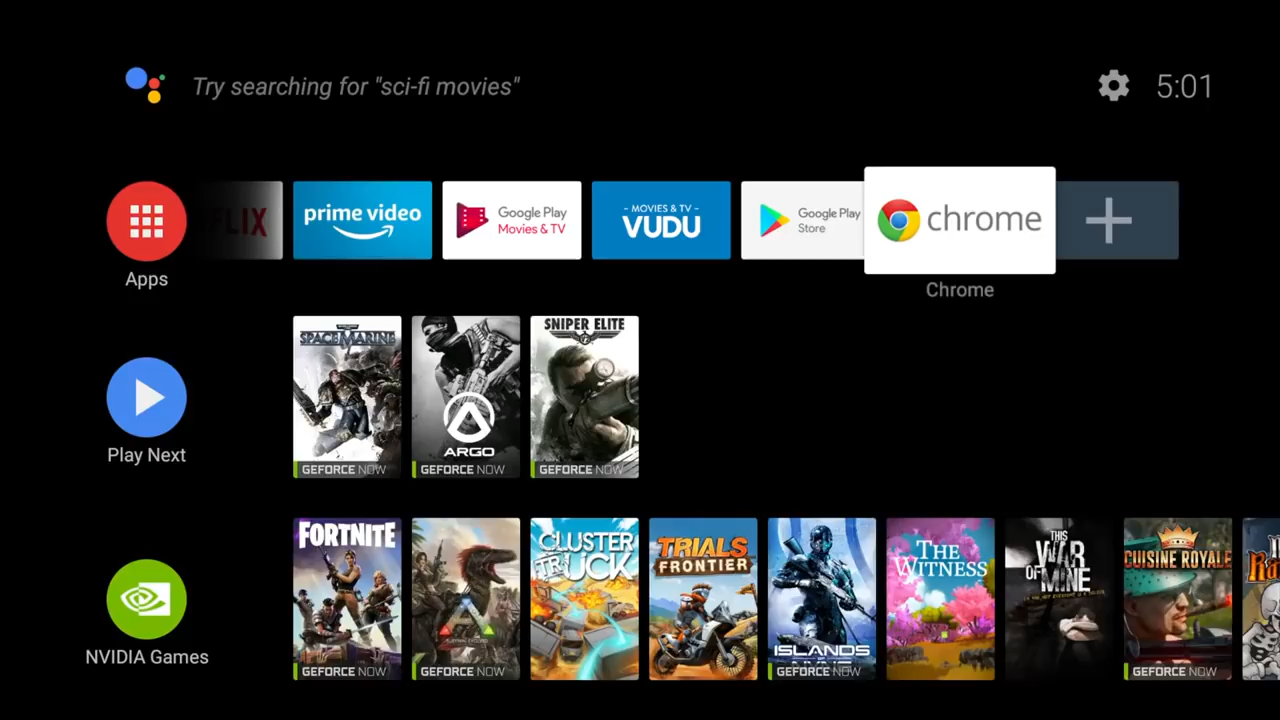 Try searching for "sci-fi movies"
5:01
FLIX
prime video
Google Play
Movies & TV
- MOVIES & TV -
VUDU
Google Play
Store
chrome
Apps
Chrome
SPACE MARINE
GEFORCE NOW
ARGO
GEFORCE NOW
SNIPER ELITE
GEFORCE NOW
Play Next
FORTNITE
GEFORCE NOW
ARK
GEFORCE NOW
CLUSTER
TRUCK
TRIALS
FRONTIER
ISLANDS
GEFORCE NOW
THE
WITNESS
THIS
WAR
OF MINE
CUISINE ROYALE
GEFORCE NOW
NVIDIA Games